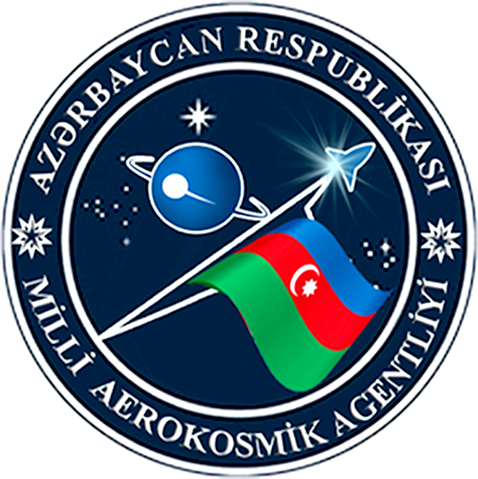 AZƏRBAYCAN RESPUBLİKASI
MİLLİ AEROKOSMİK AGENTLİYİ